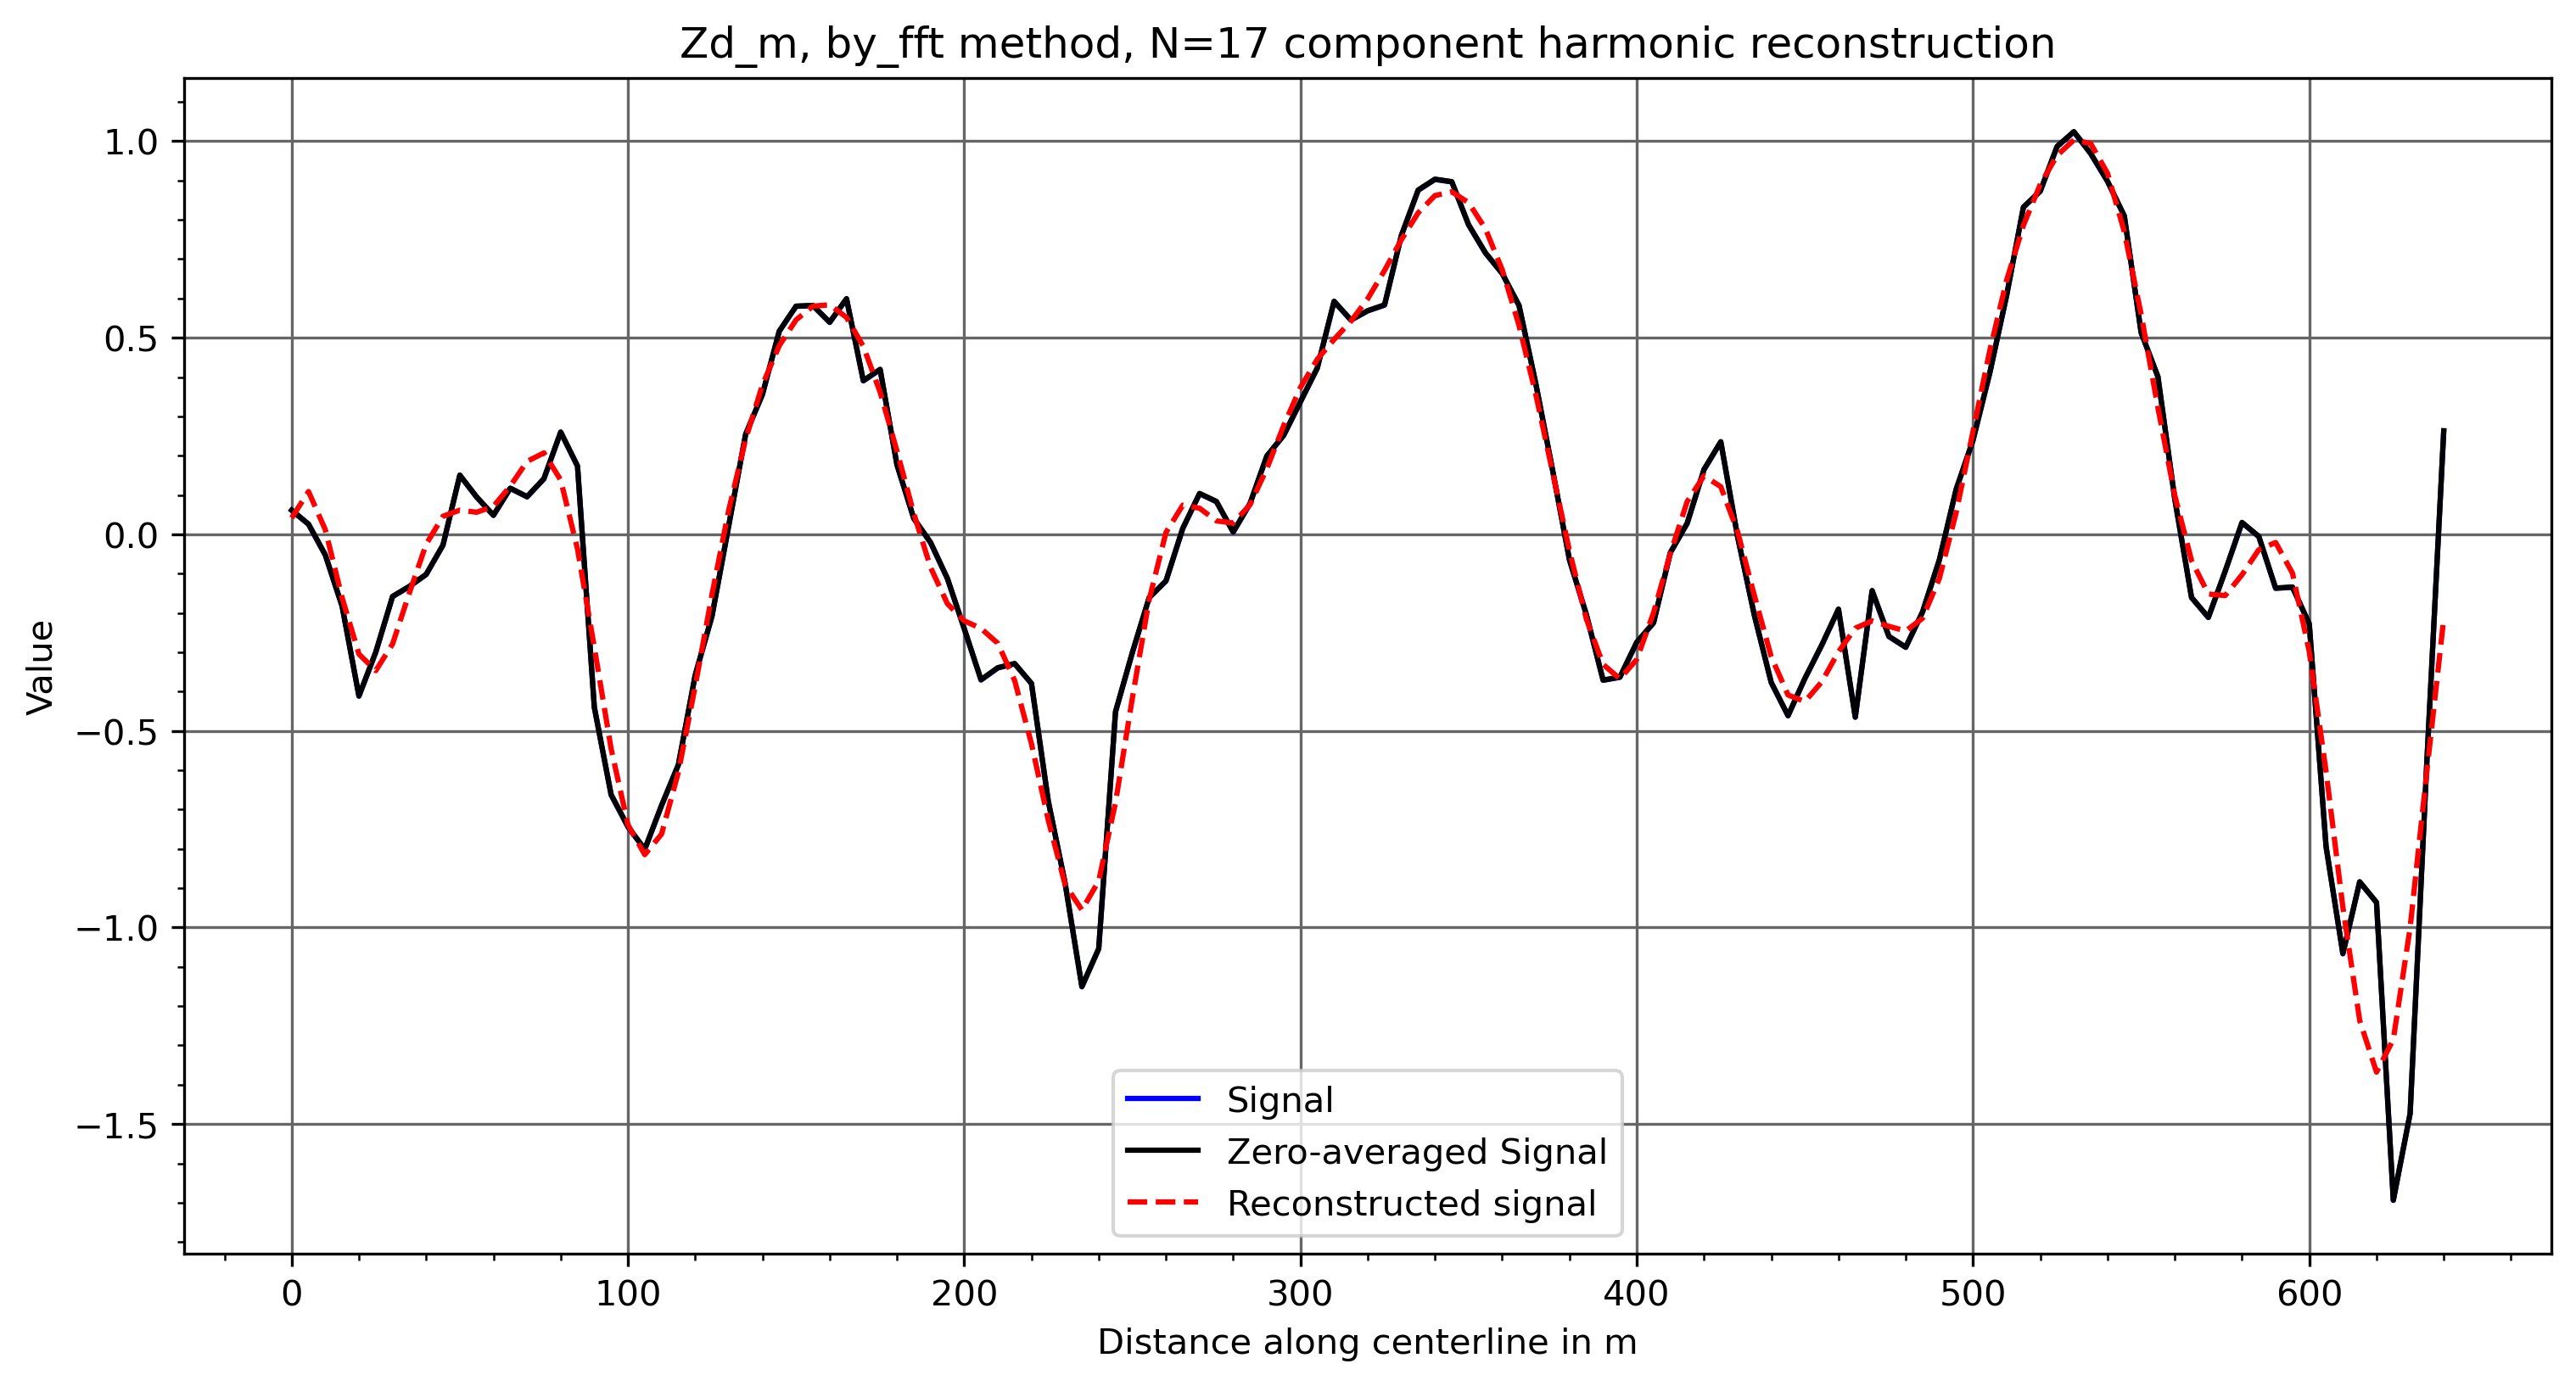 Zd_m, by_fft method, N=17 component harmonic reconstruction
Value
1.0
0.5
0.0
−0.5
−1.0
−1.5
Signal
Zero-averaged Signal
Reconstructed signal
0 100 200 300 400 500 600
Distance along centerline in m